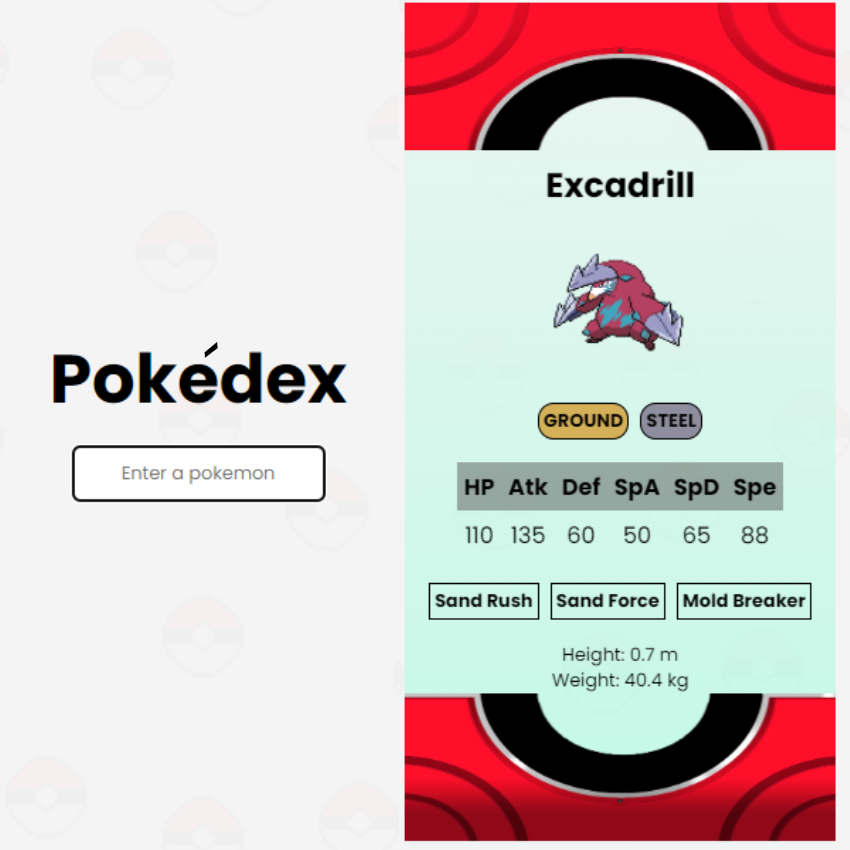 Pokédex
Enter a pokemon
Excadrill
GROUND STEEL
HP Atk Def SpA SpD Spe
110 135 60 50 65 88
Sand Rush Sand Force Mold Breaker
Height: 0.7 m
Weight: 40.4 kg